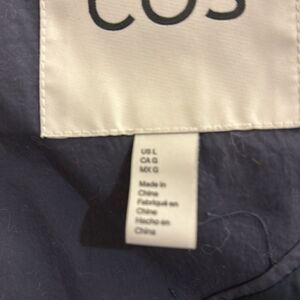 COS
US L
CA G
MX G
Made in
China
Fabriqué en
Chine
Hecho en
China